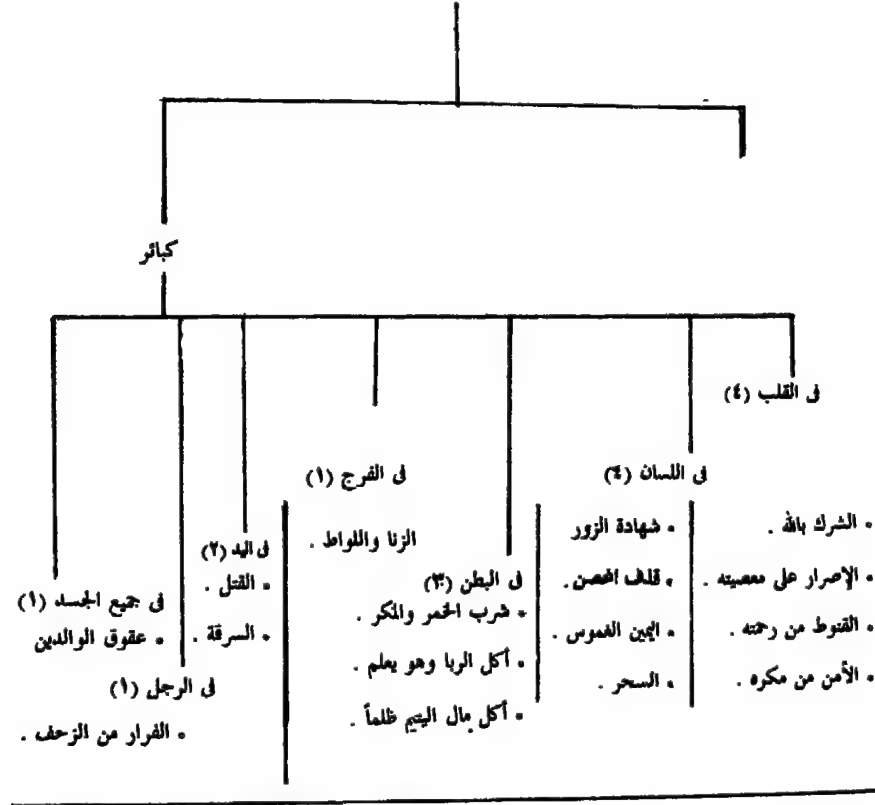 كبائر
فى القلب (٤)
* الشرك بالله .
* الإصرار على معصيته .
* القنوط من رحمته .
* الأمن من مكره .
فى اللسان (٤)
* شهادة الزور
* قذف المحصن .
* اليمين الغموس .
* السحر .
فى البطن (٣)
* شرب الخمر والمكر .
* أكل الربا وهو يعلم .
* أكل مال اليتيم ظلماً .
فى الفرج (١)
الزنا واللواط .
فى اليد (٢)
* القتل .
* السرقة .
فى الرجل (١)
* الفرار من الزحف .
فى جميع الجسد (١)
* عقوق الوالدين